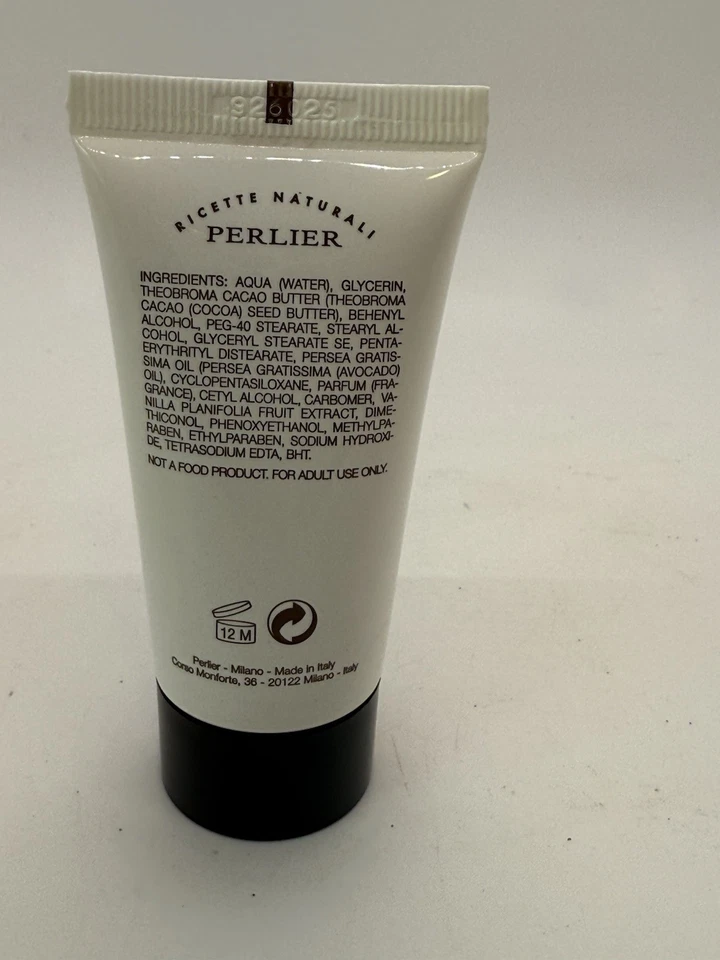 926025
RICETTE NATURALI
PERLIER
INGREDIENTS: AQUA (WATER), GLYCERIN,
THEOBROMA CACAO BUTTER (THEOBROMA
CACAO (COCOA) SEED BUTTER), BEHENYL
ALCOHOL, PEG-40 STEARATE, STEARYL AL-
COHOL, GLYCERYL STEARATE SE, PENTA-
ERYTHRITYL DISTEARATE, PERSEA GRATIS-
SIMA OIL (PERSEA GRATISSIMA (AVOCADO)
OIL), CYCLOPENTASILOXANE, PARFUM (FRA-
GRANCE), CETYL ALCOHOL, CARBOMER, VA-
NILLA PLANIFOLIA FRUIT EXTRACT, DIME-
THICONOL, PHENOXYETHANOL, METHYLPA-
RABEN, ETHYLPARABEN, SODIUM HYDROXI-
DE, TETRASODIUM EDTA, BHT.
NOT A FOOD PRODUCT. FOR ADULT USE ONLY.
12 M
Perlier - Milano - Made in Italy
Corso Monforte, 36 - 20122 Milano - Italy